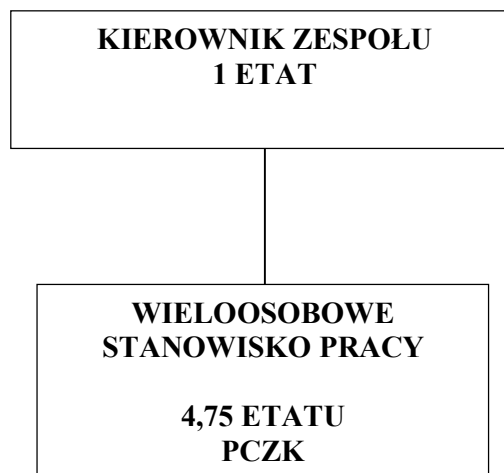 KIEROWNIK ZESPOŁU
1 ETAT
WIELOOSOBOWE
STANOWISKO PRACY
4,75 ETATU
PCZK